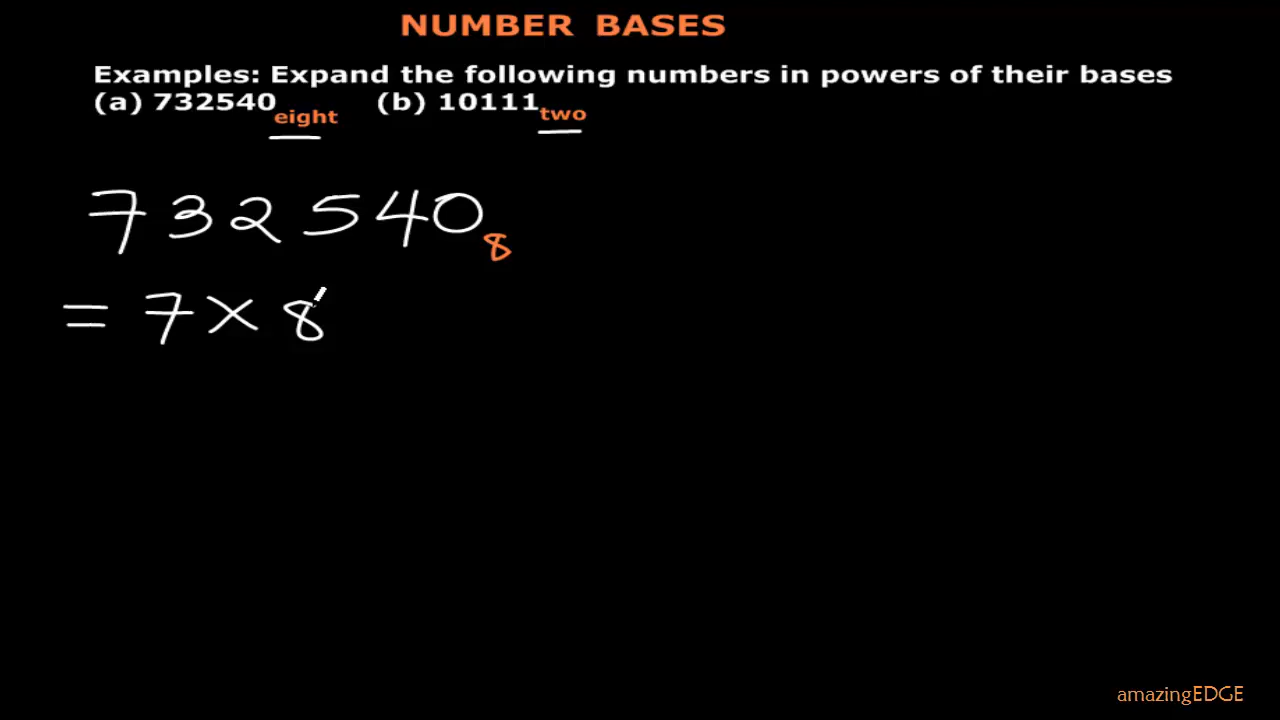 NUMBER BASES
Examples: Expand the following numbers in powers of their bases
(a) 732540eight (b) 10111two
7325408
= 7 × 8
amazingEDGE